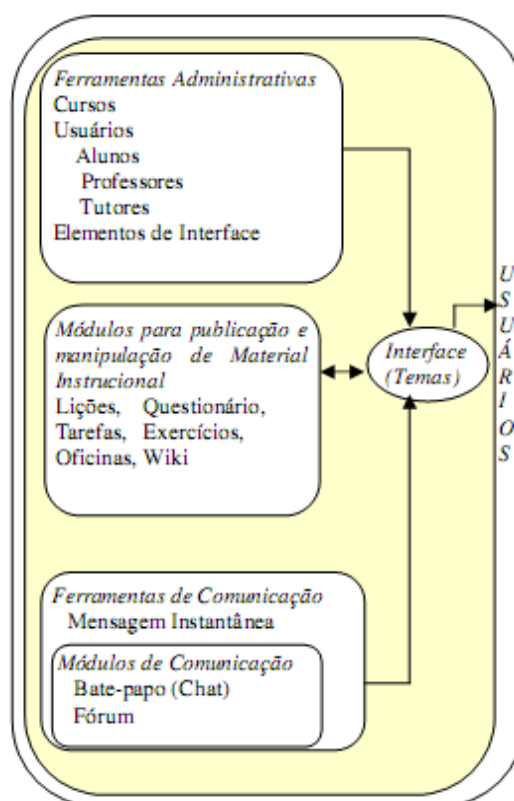 Ferramentas Administrativas
Cursos
Usuários
Alunos
Professores
Tutores
Elementos de Interface
Módulos para publicação e
manipulação de Material
Instrucional
Lições, Questionário,
Tarefas, Exercícios,
Oficinas, Wiki
Ferramentas de Comunicação
Mensagem Instantânea
Módulos de Comunicação
Bate-papo (Chat)
Fórum
Interface
(Temas)
USUÁRIOS